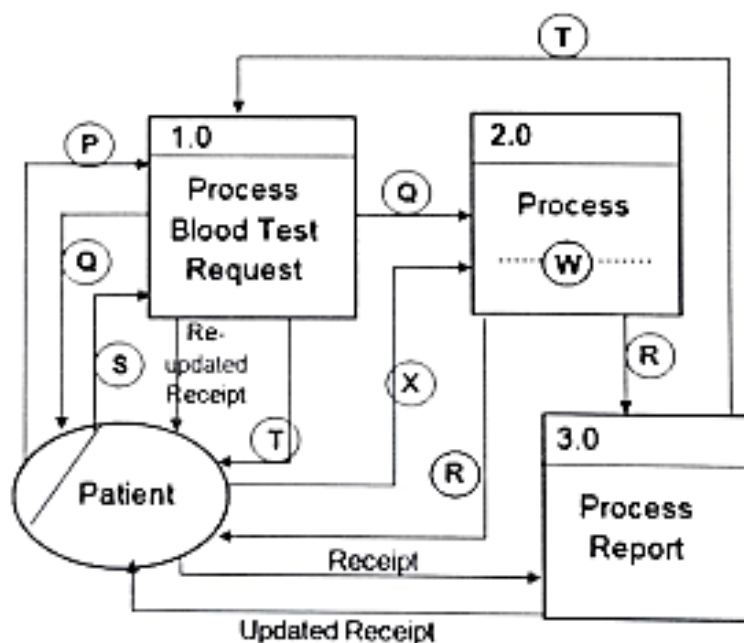 T
P
1.0
Process
Blood Test
Request
Q
2.0
Process
W
Q
S
Re-
updated
Receipt
T
X
R
R
Patient
3.0
Process
Report
Receipt
Updated Receipt